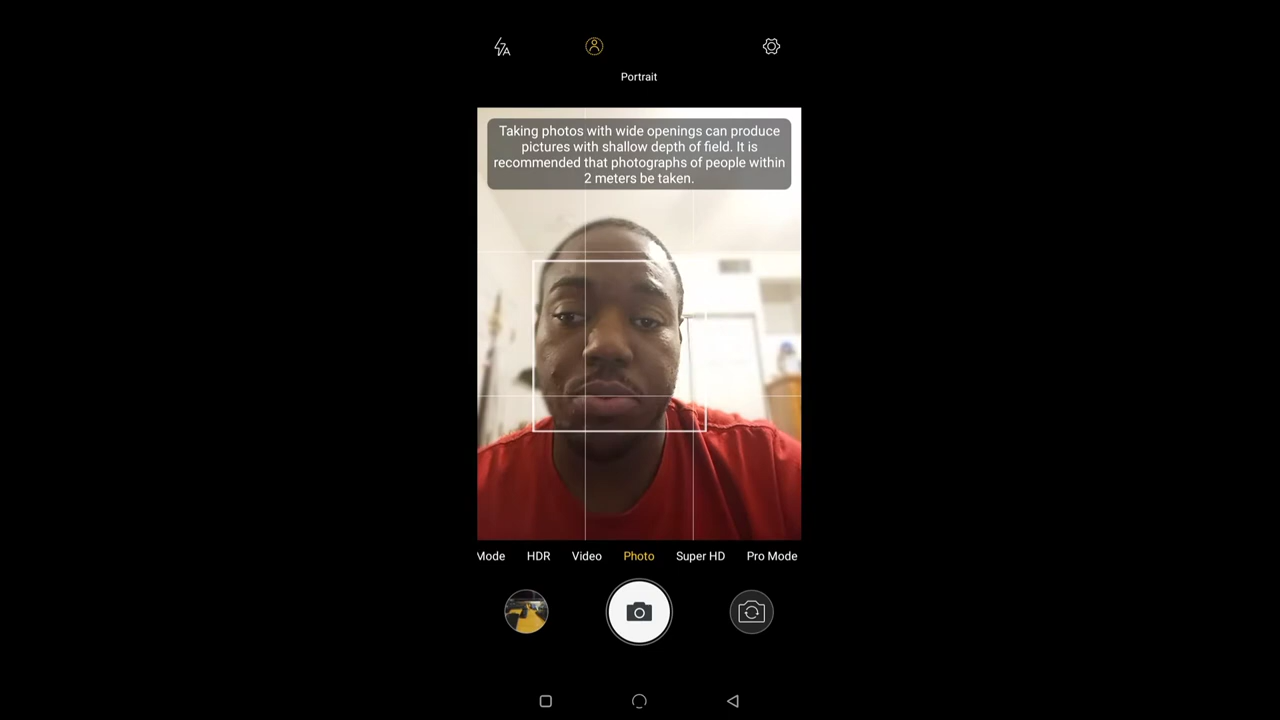 Portrait
Taking photos with wide openings can produce
pictures with shallow depth of field. It is
recommended that photographs of people within
2 meters be taken.
Mode HDR Video Photo Super HD Pro Mode